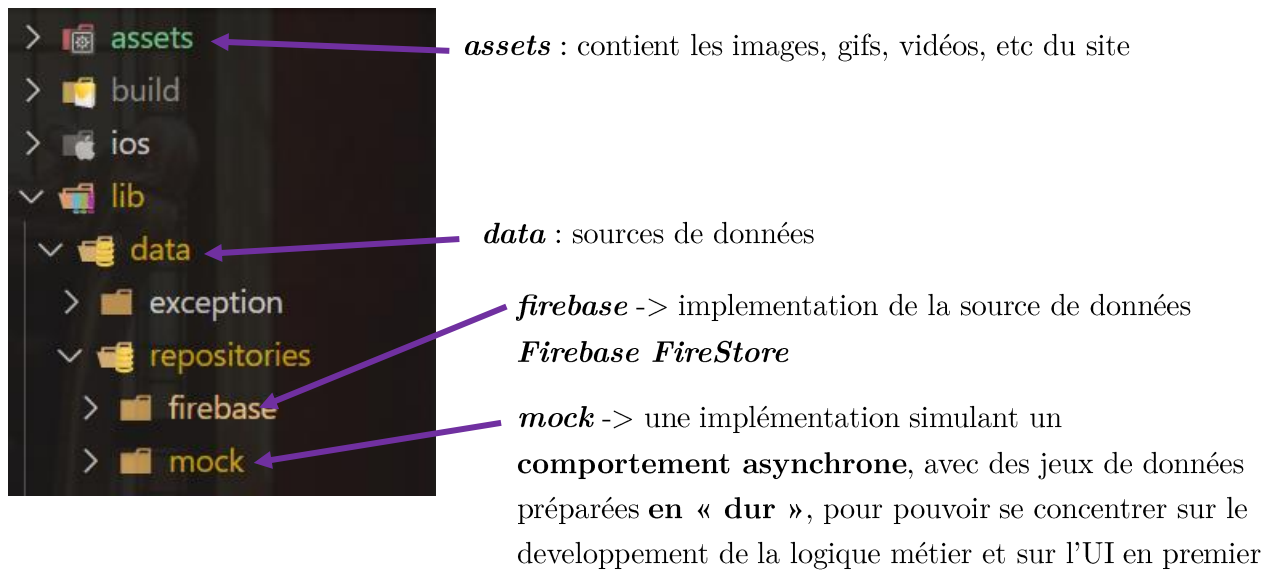 assets
assets : contient les images, gifs, vidéos, etc du site
build
ios
lib
data
data : sources de données
exception
firebase -> implementation de la source de données
Firebase FireStore
repositories
firebase
mock
mock -> une implémentation simulant un
comportement asynchrone, avec des jeux de données
préparées en « dur », pour pouvoir se concentrer sur le
developpement de la logique métier et sur l'UI en premier